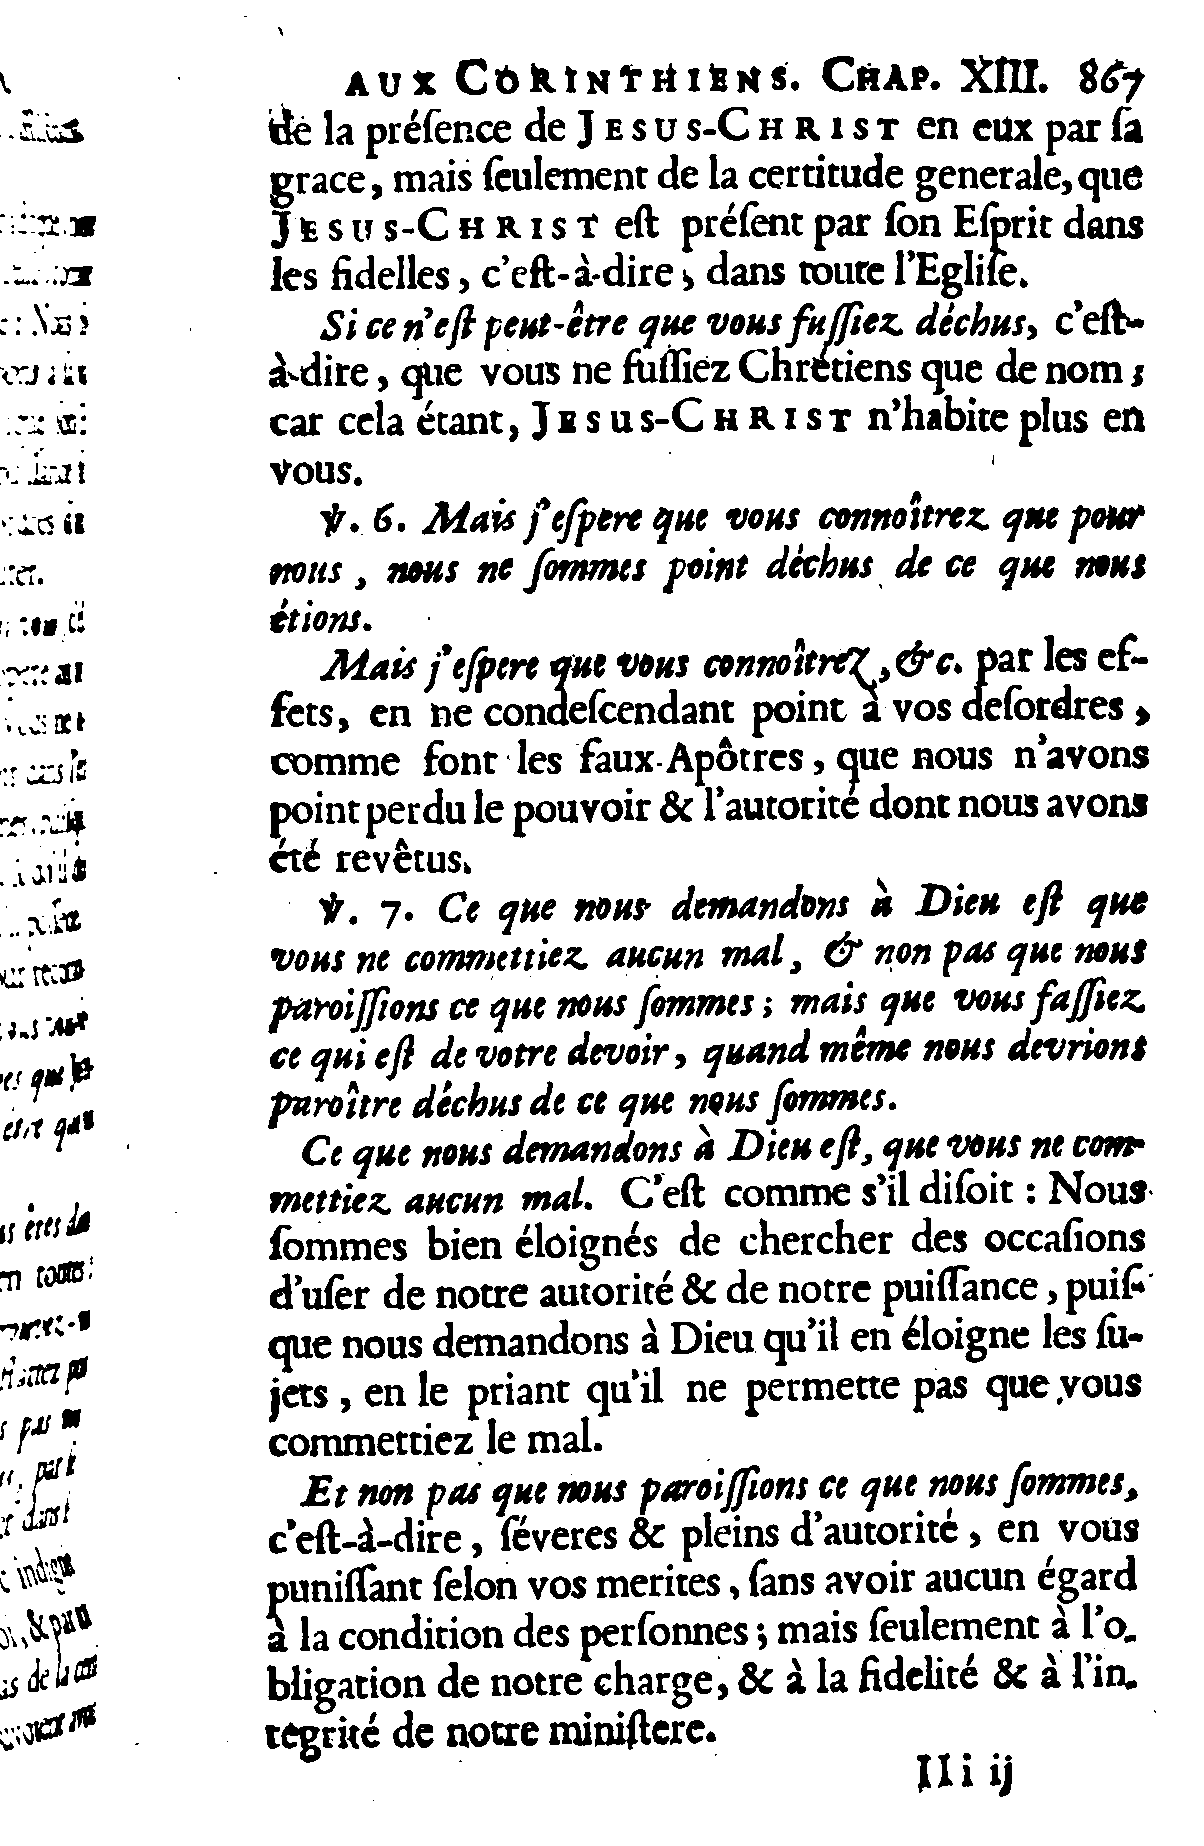 AUX CORINTHIENS. CHAP. XIII. 867
de la préſence de JESUS-CHRIST en eux par ſa
grace, mais ſeulement de la certitude generale, que
JESUS-CHRIST eſt préſent par ſon Eſprit dans
les fidelles, c'eſt-à-dire, dans toute l'Egliſe.
Si ce n'eſt peut-être que vous fuſſiez déchus, c'eſt-
à-dire, que vous ne fuſſiez Chrétiens que de nom;
car cela étant, JESUS-CHRIST n'habite plus en
vous.
℣. 6. Mais j'eſpere que vous connoîtrez que pour
nous, nous ne ſommes point déchus de ce que nous
étions.
Mais j'eſpere que vous connoîtrez, &c. par les ef-
fets, en ne condeſcendant point à vos deſordres,
comme font les faux-Apôtres, que nous n'avons
point perdu le pouvoir & l'autorité dont nous avons
été revêtus.
℣. 7. Ce que nous demandons à Dieu eſt que
vous ne commettiez aucun mal, & non pas que nous
paroiſſions ce que nous ſommes; mais que vous faſſiez
ce qui eſt de votre devoir, quand même nous devrions
paroître déchus de ce que nous ſommes.
Ce que nous demandons à Dieu eſt, que vous ne com-
mettiez aucun mal. C'eſt comme s'il diſoit : Nous
ſommes bien éloignés de chercher des occaſions
d'uſer de notre autorité & de notre puiſſance, puiſ-
que nous demandons à Dieu qu'il en éloigne les ſu-
jets, en le priant qu'il ne permette pas que vous
commettiez le mal.
Et non pas que nous paroiſſions ce que nous ſommes,
c'eſt-à-dire, ſéveres & pleins d'autorité, en vous
puniſſant ſelon vos merites, ſans avoir aucun égard
à la condition des perſonnes; mais ſeulement à l'o-
bligation de notre charge, & à la fidelité & à l'in-
tegrité de notre miniſtere.
IIi ij